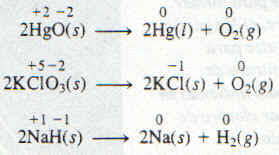 +2 −2 0 0
2HgO(s) ⟶ 2Hg(l) + O₂(g)
+5−2 −1 0
2KClO₃(s) ⟶ 2KCl(s) + O₂(g)
+1 −1 0 0
2NaH(s) ⟶ 2Na(s) + H₂(g)